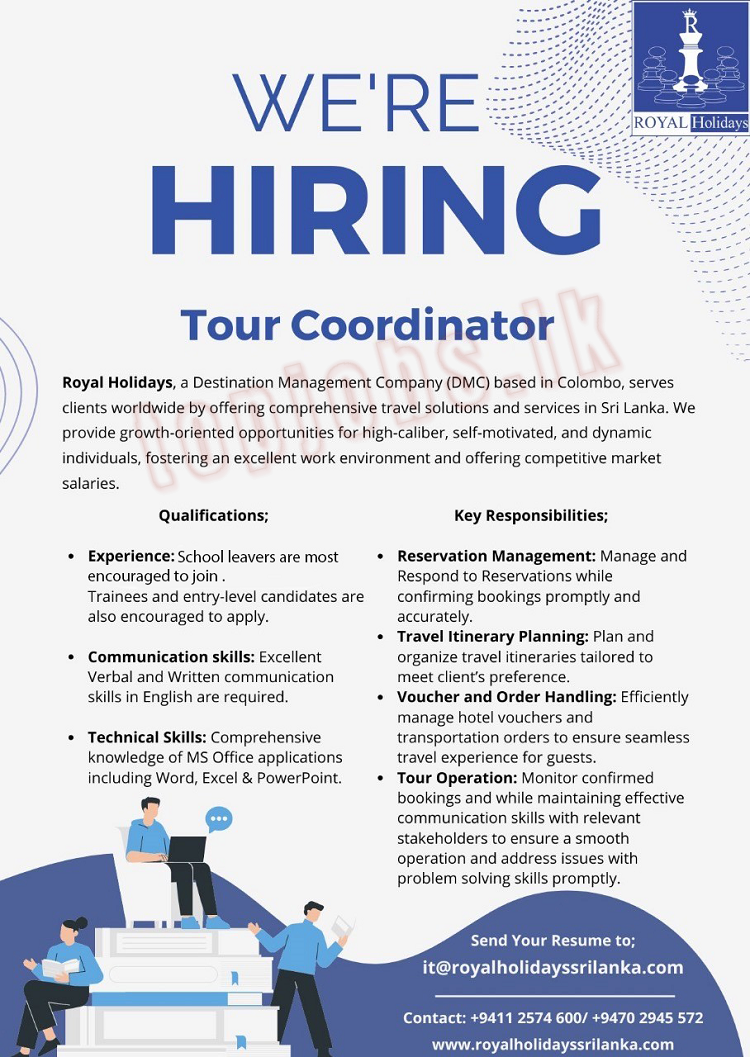 R
ROYAL Holidays
WE'RE
HIRING
Tour Coordinator
topjobs.lk
Royal Holidays, a Destination Management Company (DMC) based in Colombo, serves
clients worldwide by offering comprehensive travel solutions and services in Sri Lanka. We
provide growth-oriented opportunities for high-caliber, self-motivated, and dynamic
individuals, fostering an excellent work environment and offering competitive market
salaries.
Qualifications;
• Experience: School leavers are most
encouraged to join .
Trainees and entry-level candidates are
also encouraged to apply.
• Communication skills: Excellent
Verbal and Written communication
skills in English are required.
• Technical Skills: Comprehensive
knowledge of MS Office applications
including Word, Excel & PowerPoint.
Key Responsibilities;
• Reservation Management: Manage and
Respond to Reservations while
confirming bookings promptly and
accurately.
• Travel Itinerary Planning: Plan and
organize travel itineraries tailored to
meet client’s preference.
• Voucher and Order Handling: Efficiently
manage hotel vouchers and
transportation orders to ensure seamless
travel experience for guests.
• Tour Operation: Monitor confirmed
bookings and while maintaining effective
communication skills with relevant
stakeholders to ensure a smooth
operation and address issues with
problem solving skills promptly.
Send Your Resume to;
it@royalholidayssrilanka.com
Contact: +9411 2574 600/ +9470 2945 572
www.royalholidayssrilanka.com